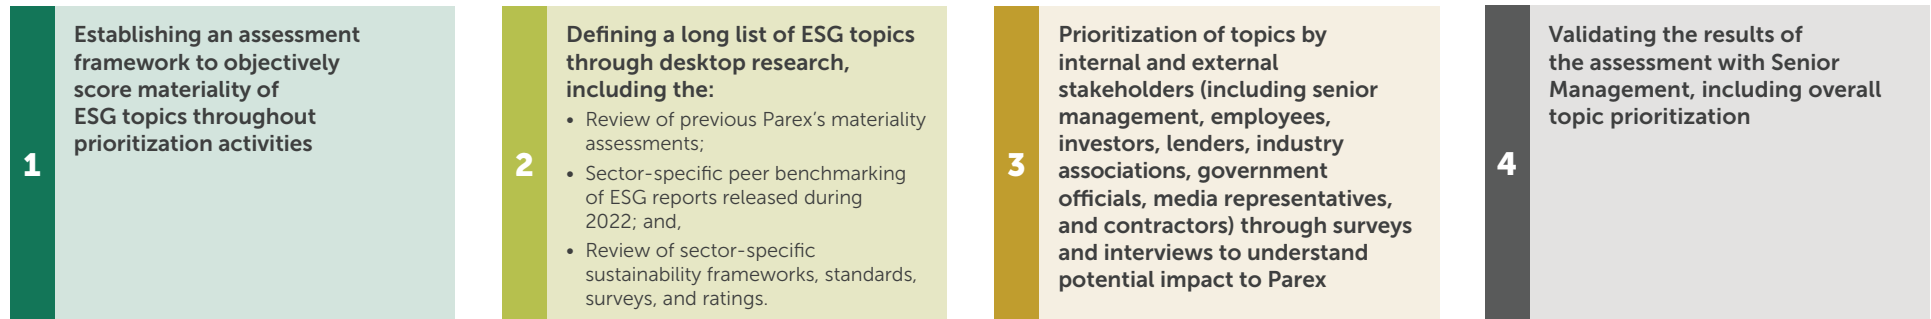 1
Establishing an assessment
framework to objectively
score materiality of
ESG topics throughout
prioritization activities
2
Defining a long list of ESG topics
through desktop research,
including the:
• Review of previous Parex’s materiality
assessments;
• Sector-specific peer benchmarking
of ESG reports released during
2022; and,
• Review of sector-specific
sustainability frameworks, standards,
surveys, and ratings.
3
Prioritization of topics by
internal and external
stakeholders (including senior
management, employees,
investors, lenders, industry
associations, government
officials, media representatives,
and contractors) through surveys
and interviews to understand
potential impact to Parex
4
Validating the results of
the assessment with Senior
Management, including overall
topic prioritization